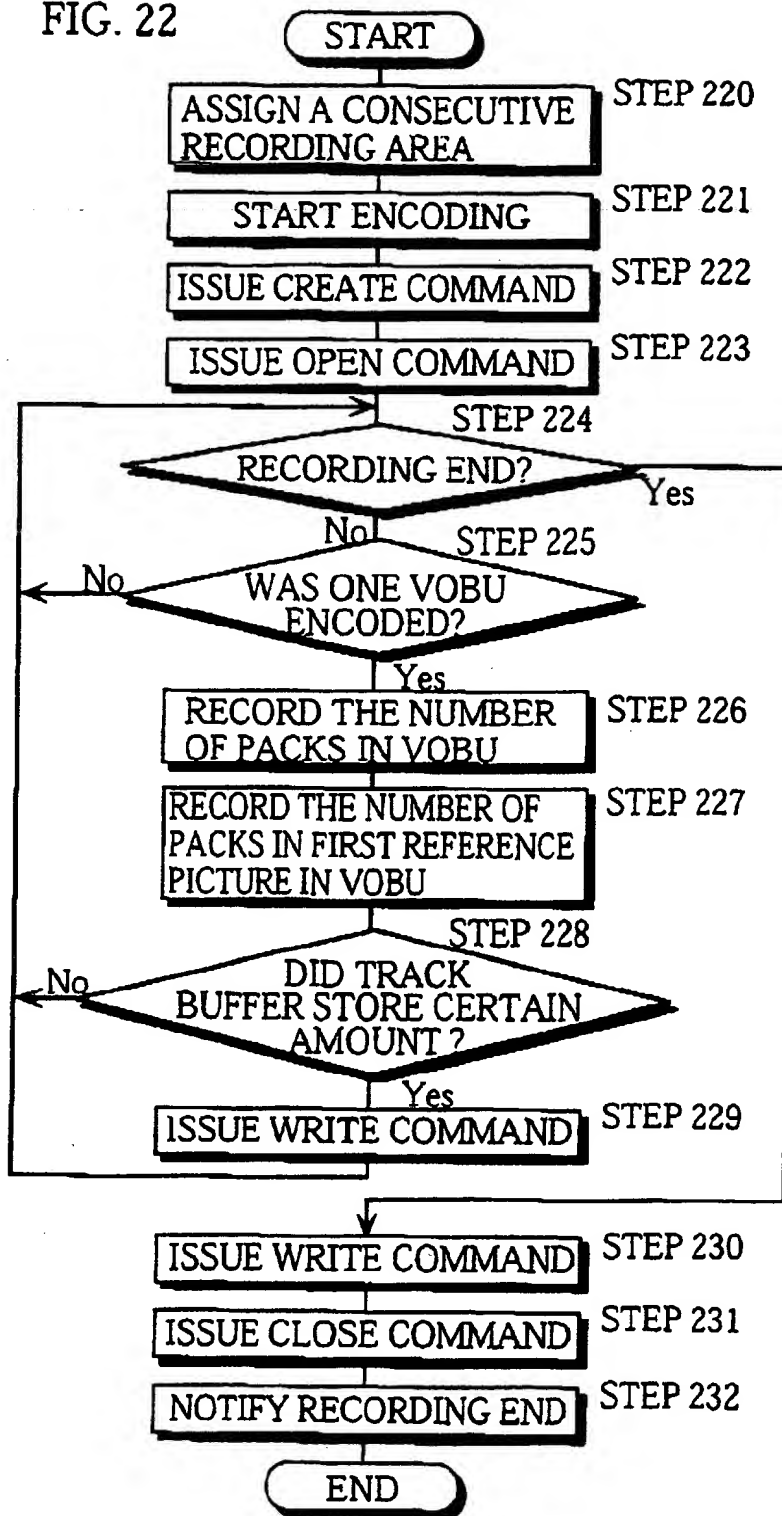 FIG. 22
START
STEP 220
ASSIGN A CONSECUTIVE
RECORDING AREA
START ENCODING
STEP 221
ISSUE CREATE COMMAND
STEP 222
ISSUE OPEN COMMAND
STEP 223
STEP 224
RECORDING END?
Yes
No
STEP 225
No
WAS ONE VOBU
ENCODED?
Yes
RECORD THE NUMBER
OF PACKS IN VOBU
STEP 226
RECORD THE NUMBER OF
PACKS IN FIRST REFERENCE
PICTURE IN VOBU
STEP 227
STEP 228
No
DID TRACK
BUFFER STORE CERTAIN
AMOUNT ?
Yes
ISSUE WRITE COMMAND
STEP 229
ISSUE WRITE COMMAND
STEP 230
ISSUE CLOSE COMMAND
STEP 231
NOTIFY RECORDING END
STEP 232
END